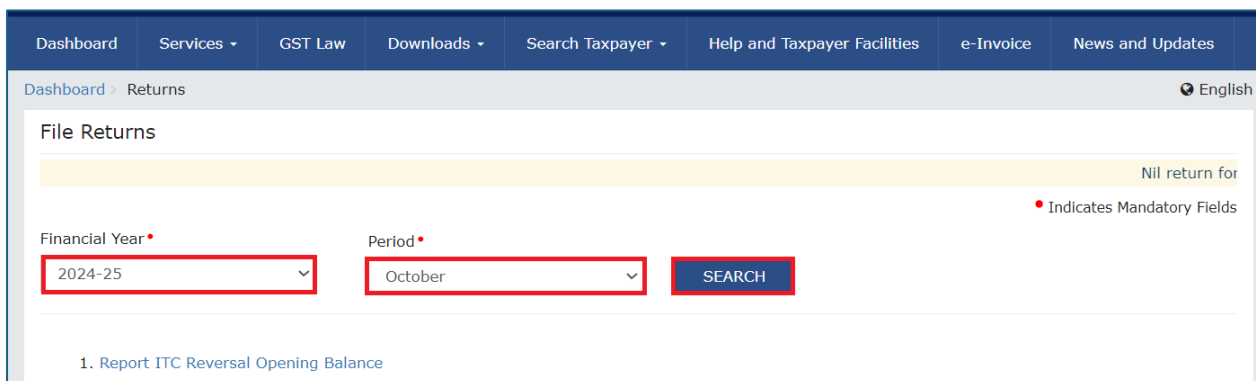 Dashboard Services GST Law Downloads Search Taxpayer Help and Taxpayer Facilities e-Invoice News and Updates
Dashboard > Returns English
File Returns
Nil return for
• Indicates Mandatory Fields
Financial Year• Period•
2024-25 October SEARCH
1. Report ITC Reversal Opening Balance